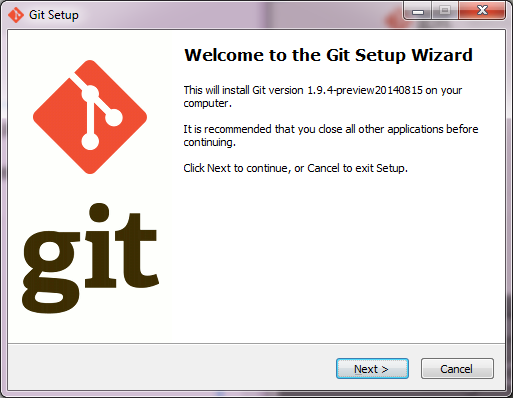 Git Setup
Welcome to the Git Setup Wizard
This will install Git version 1.9.4-preview20140815 on your
computer.
It is recommended that you close all other applications before
continuing.
Click Next to continue, or Cancel to exit Setup.
git
Next >
Cancel